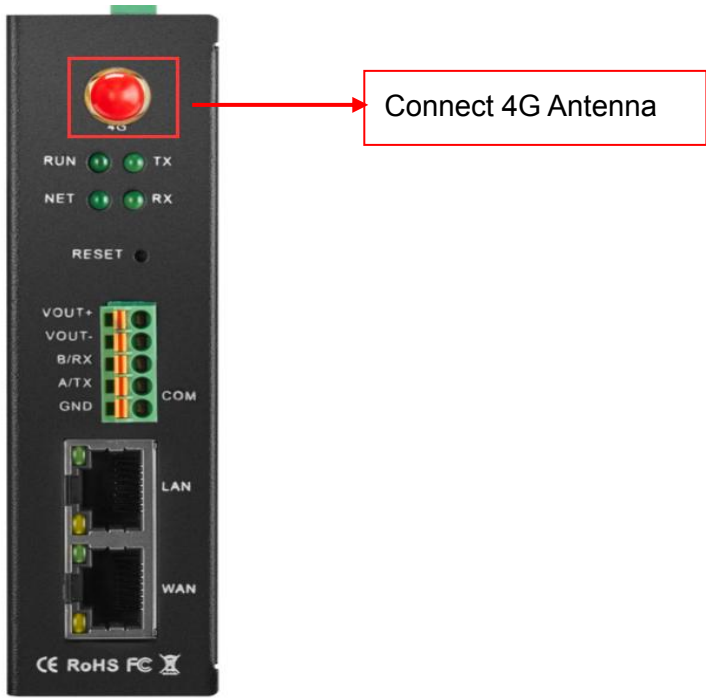 Connect 4G Antenna
4G
RUN TX
NET RX
RESET
VOUT+
VOUT-
B/RX
A/TX
GND
COM
LAN
WAN
CE RoHS FC